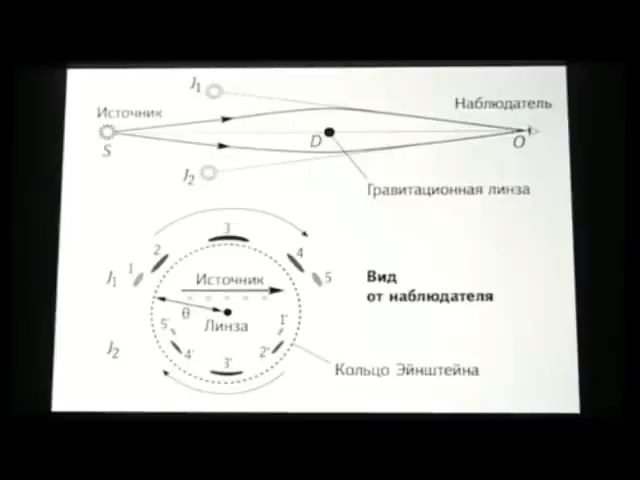 J1
Источник
Наблюдатель
S
D
O
J2
Гравитационная линза
3
2
4
1
5
J1
Источник
Вид
от наблюдателя
θ
Линза
5'
1'
J2
4'
2'
3'
Кольцо Эйнштейна